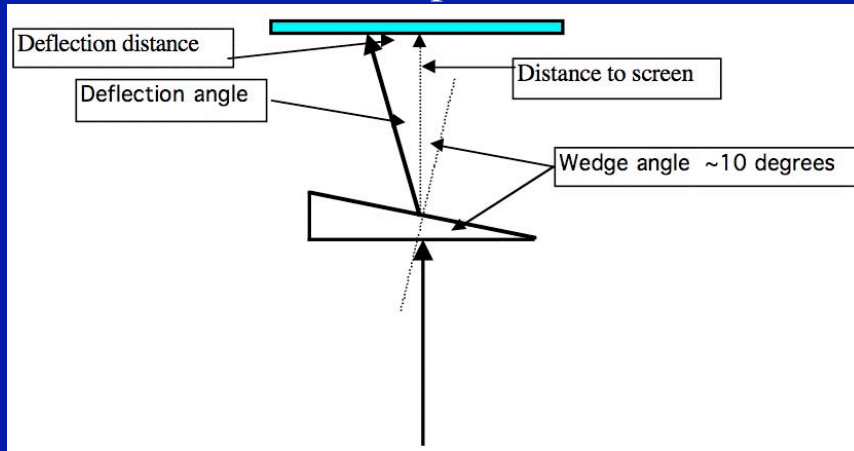 Deflection distance
Distance to screen
Deflection angle
Wedge angle ~10 degrees